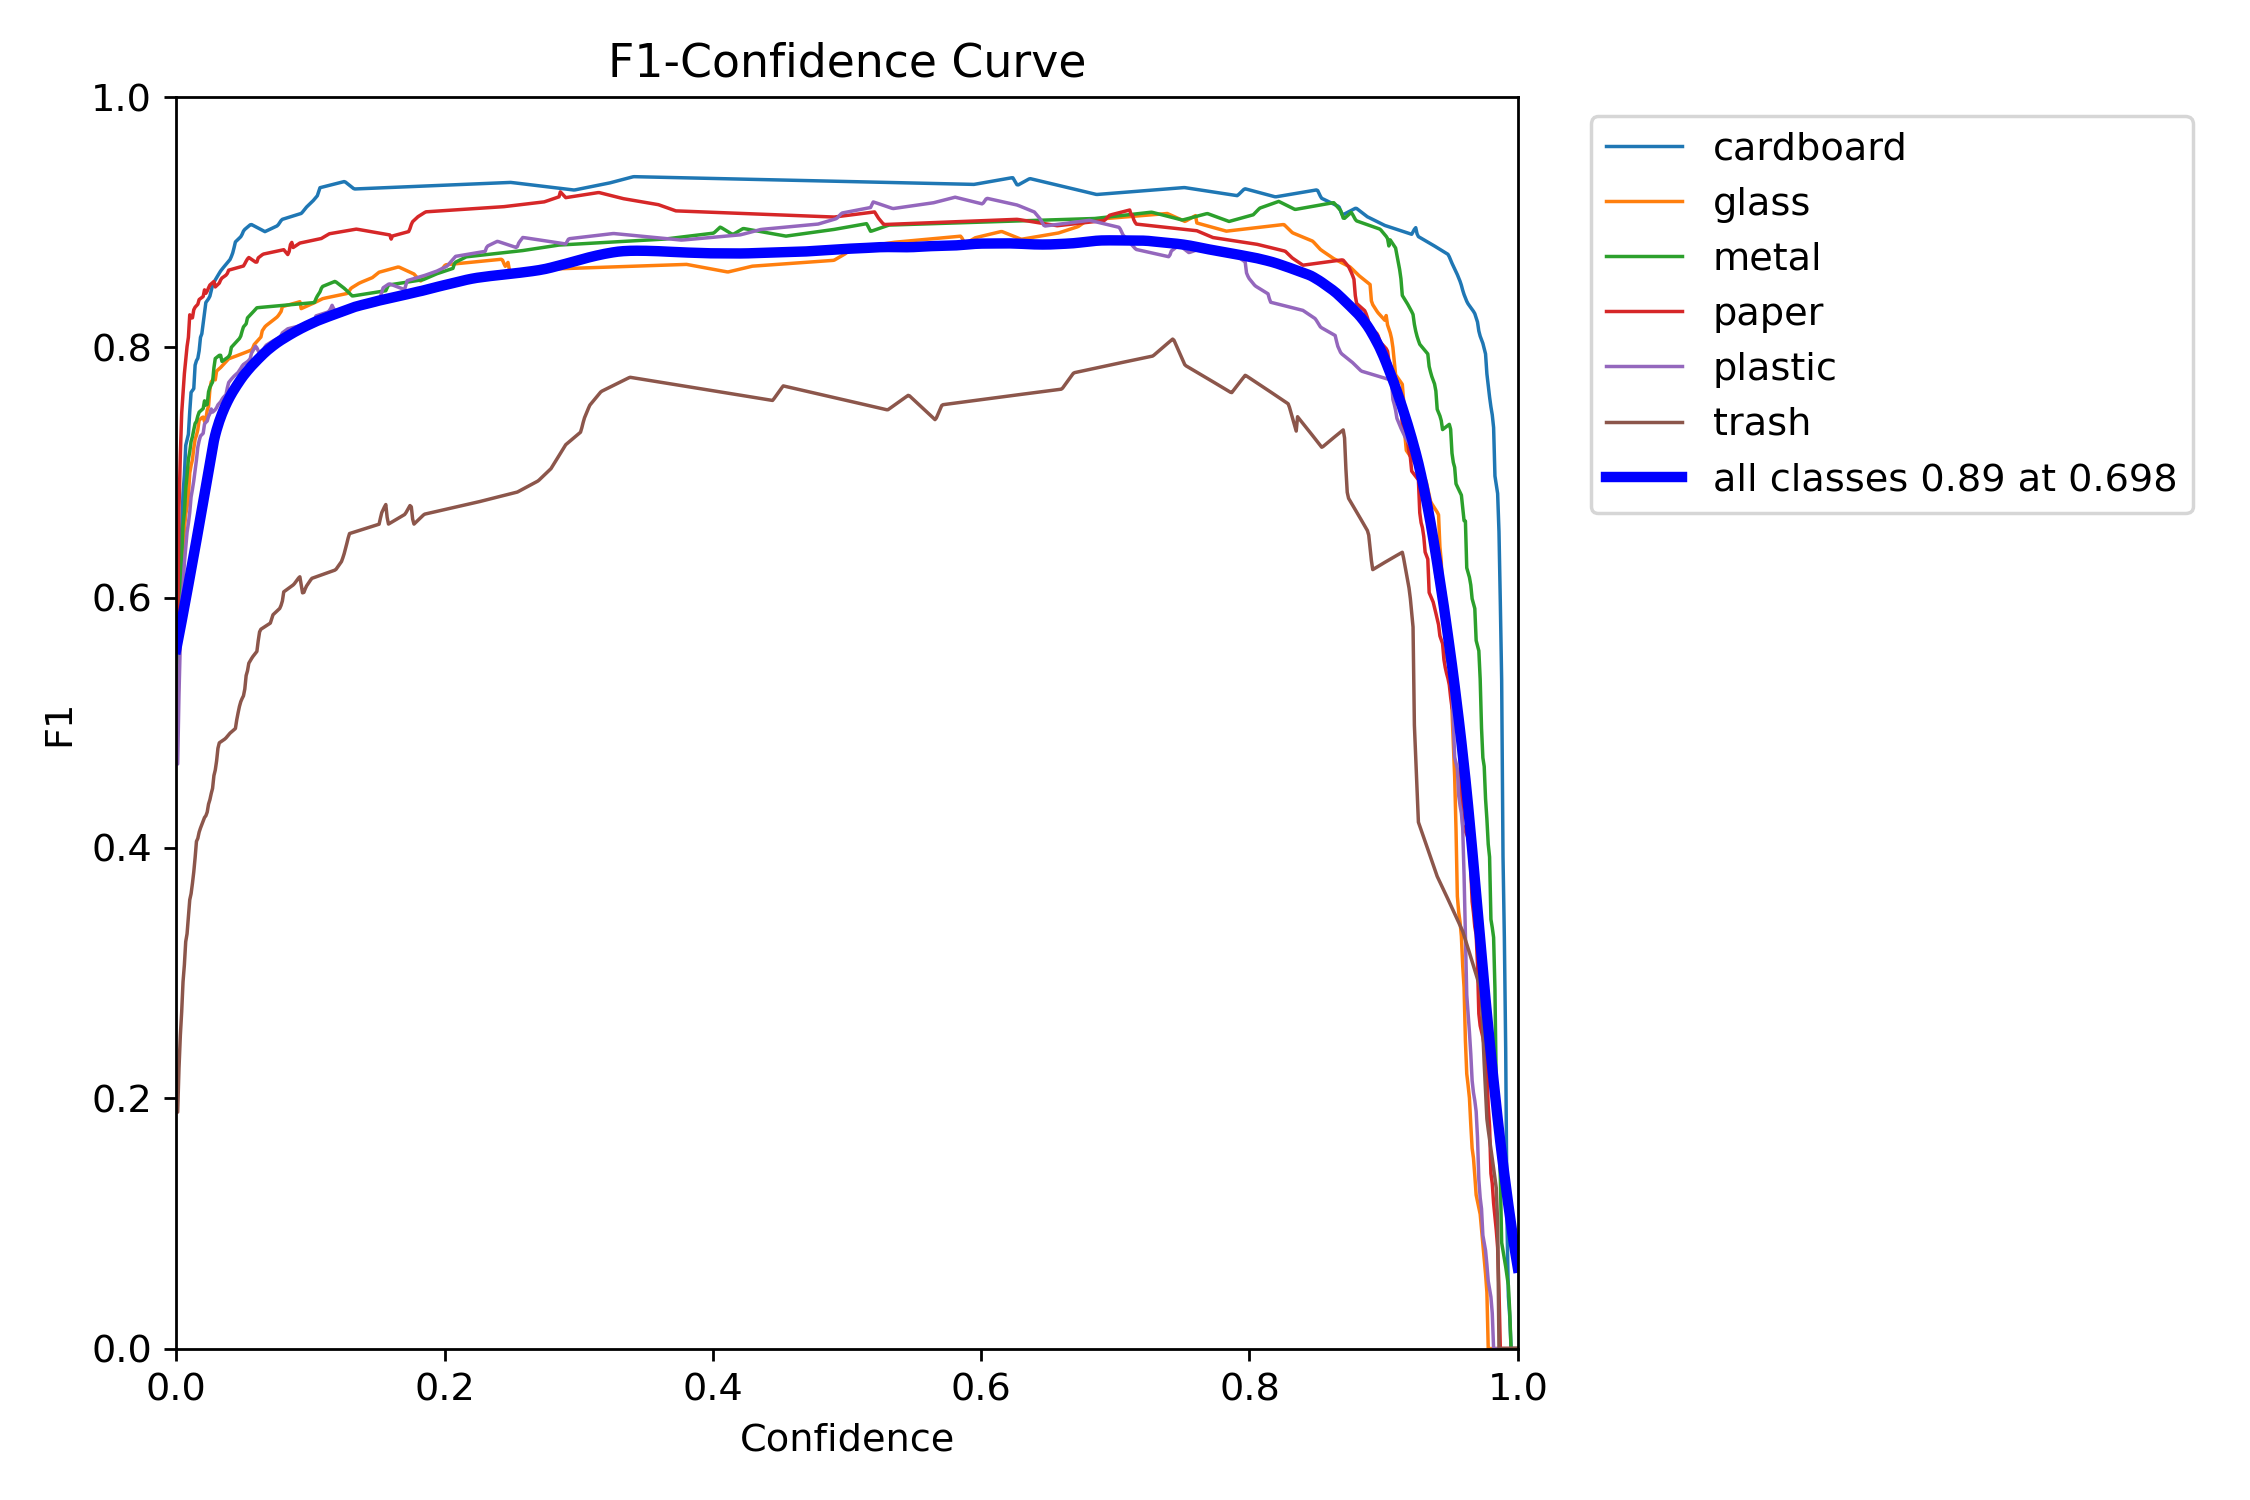 F1-Confidence Curve
1.0
0.8
0.6
0.4
0.2
0.0
F1
0.0 0.2 0.4 0.6 0.8 1.0
Confidence
cardboard
glass
metal
paper
plastic
trash
all classes 0.89 at 0.698